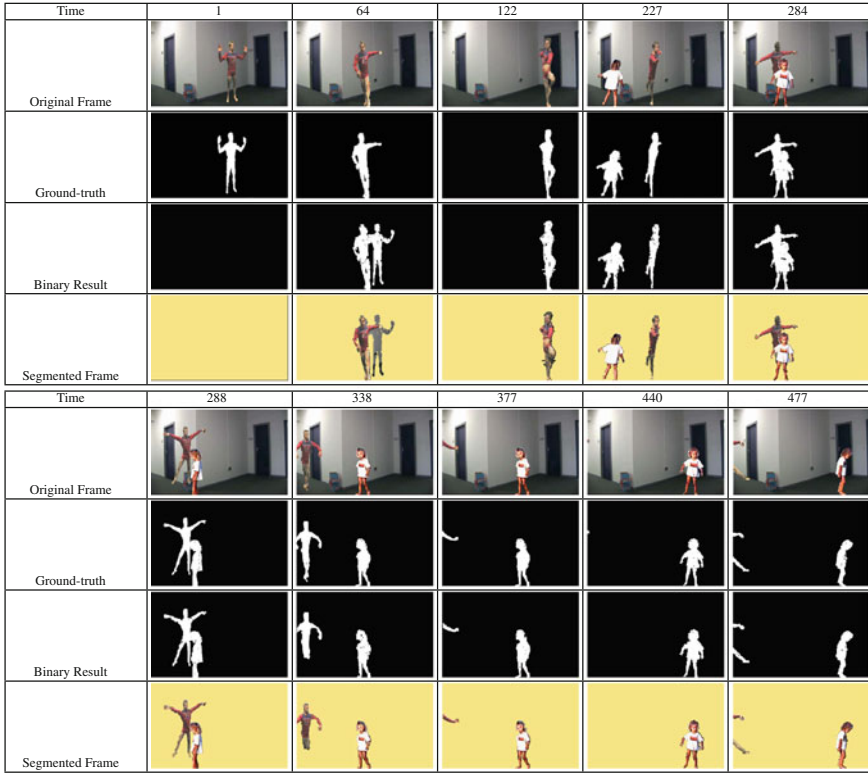 Time 1 64 122 227 284
Original Frame
Ground-truth
Binary Result
Segmented Frame
Time 288 338 377 440 477
Original Frame
Ground-truth
Binary Result
Segmented Frame